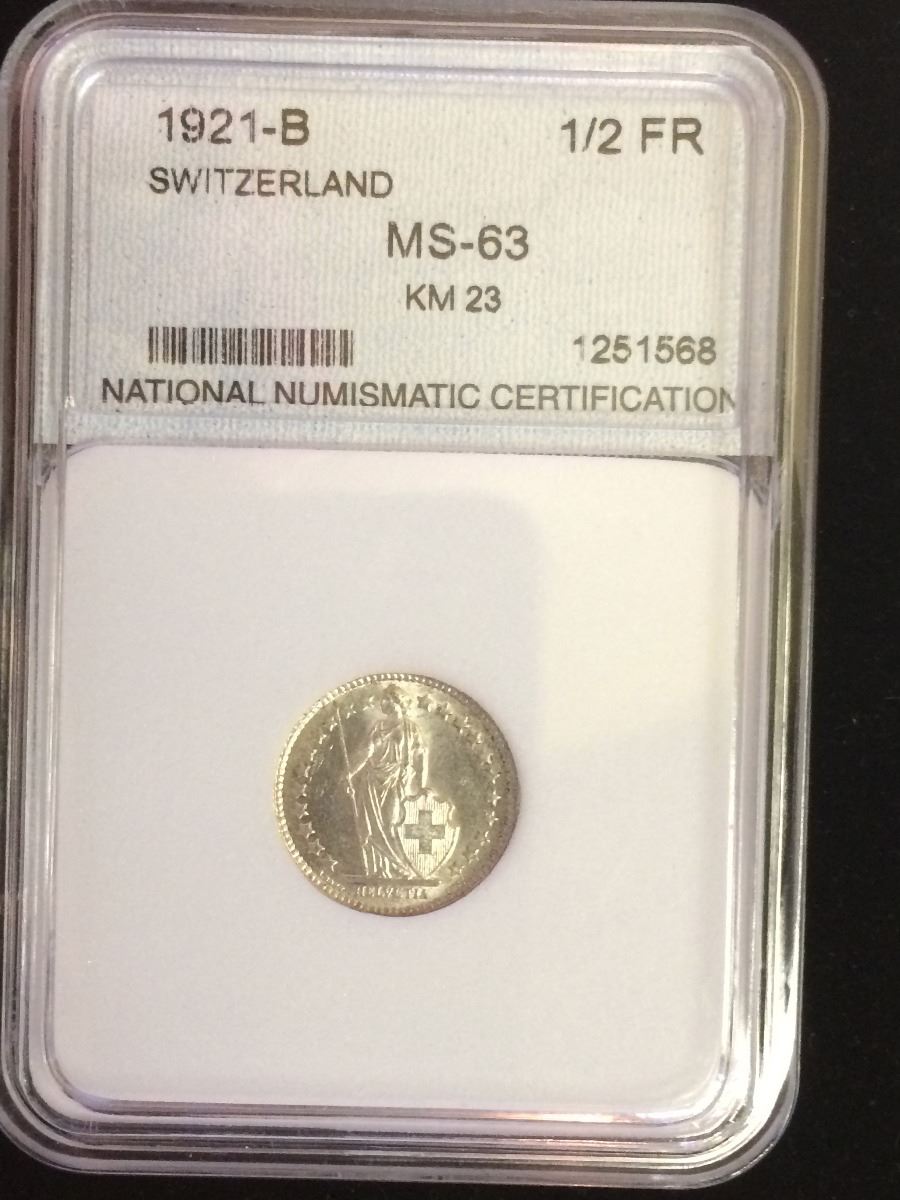 1921-B 1/2 FR
SWITZERLAND
MS-63
KM 23
1251568
NATIONAL NUMISMATIC CERTIFICATION
HELVETIA